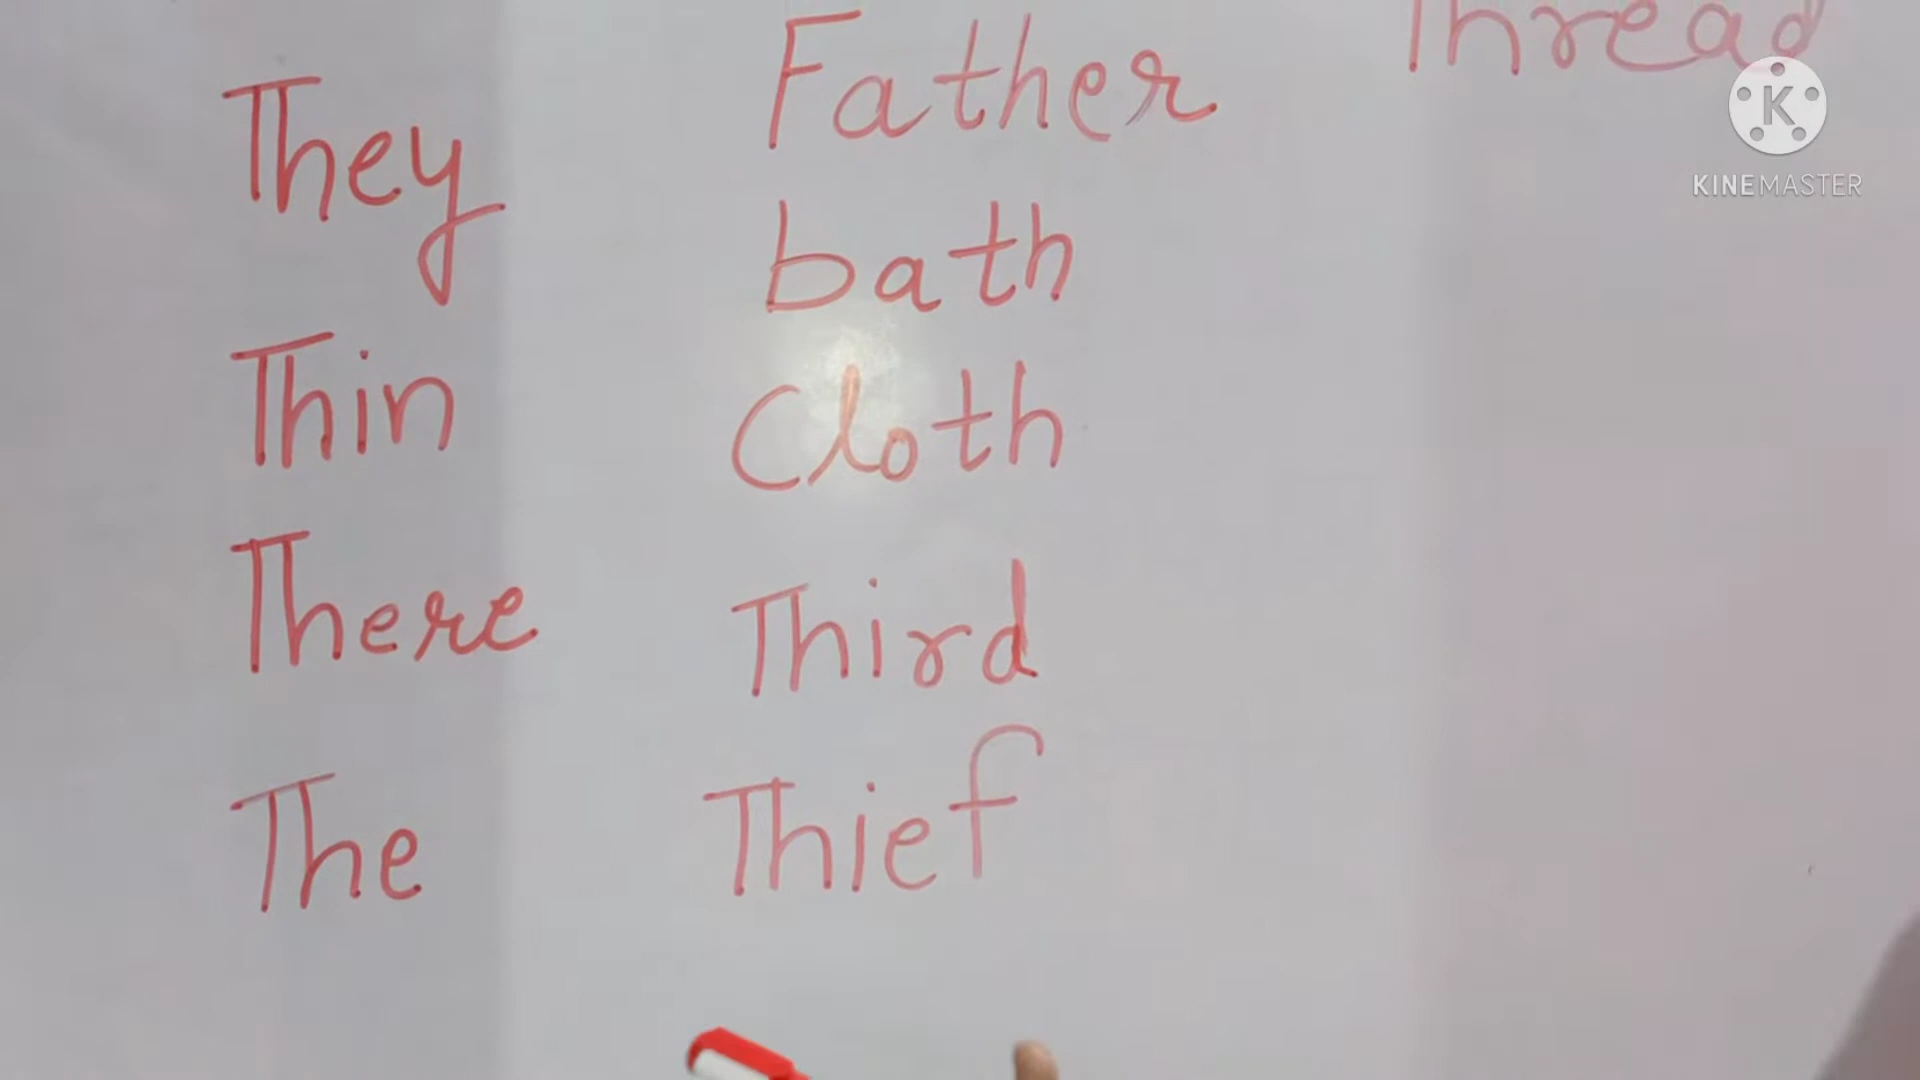 They
Thin
There
The
Father
bath
Cloth
Third
Thief
Thread
KINEMASTER